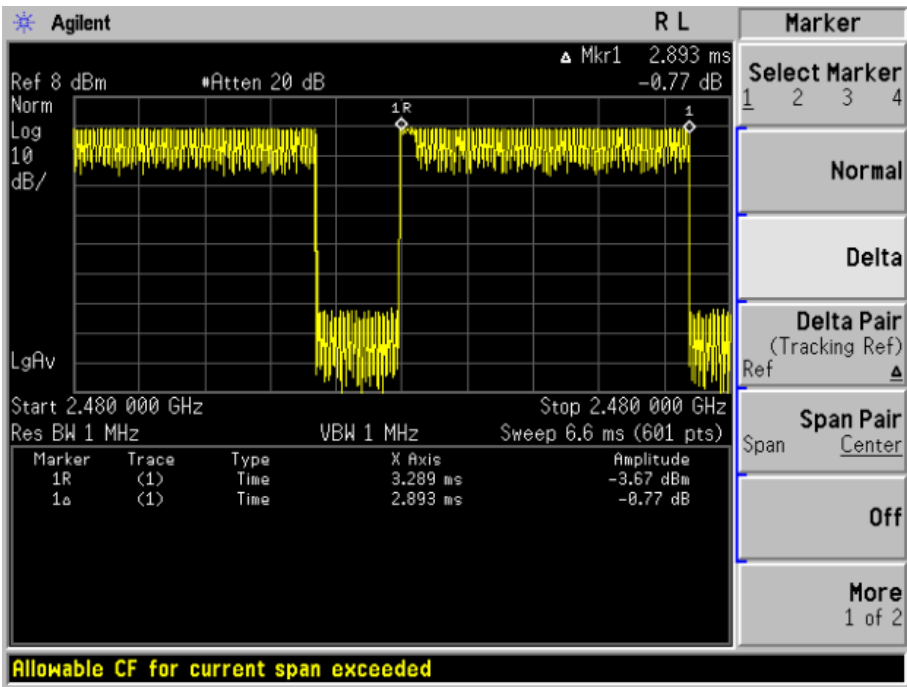 Agilent R L
Δ Mkr1 2.893 ms
Ref 8 dBm #Atten 20 dB -0.77 dB
Norm
Log
10
dB/
1R
1
LgAv
Start 2.480 000 GHz Stop 2.480 000 GHz
Res BW 1 MHz VBW 1 MHz Sweep 6.6 ms (601 pts)
Marker Trace Type X Axis Amplitude
1R (1) Time 3.289 ms -3.67 dBm
1Δ (1) Time 2.893 ms -0.77 dB
Allowable CF for current span exceeded
Marker
Select Marker
1 2 3 4
Normal
Delta
Delta Pair
(Tracking Ref)
Ref Δ
Span Pair
Span Center
Off
More
1 of 2